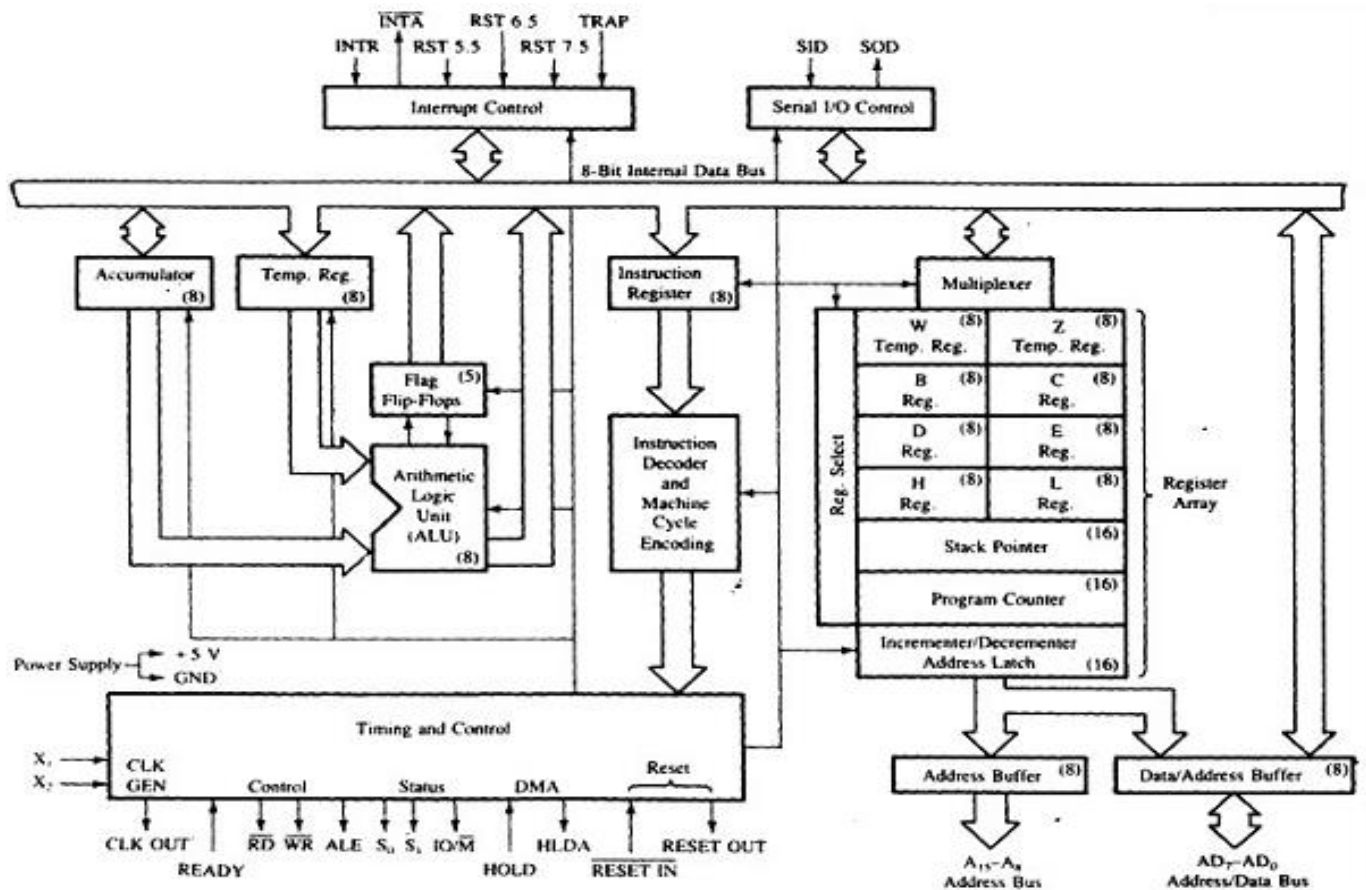 INTA RST 6.5 TRAP SID SOD
INTR RST 5.5 RST 7.5
Interrupt Control
Serial I/O Control
8-Bit Internal Data Bus
Accumulator
(8)
Temp. Reg.
(8)
Instruction
Register
(8)
Multiplexer
W (8)
Temp. Reg.
Z (8)
Temp. Reg.
Flag (5)
Flip-Flops
B (8)
Reg.
C (8)
Reg.
D (8)
Reg.
E (8)
Reg.
H (8)
Reg.
L (8)
Reg.
Reg. Select
Register
Array
Arithmetic
Logic
Unit
(ALU)
(8)
Instruction
Decoder
and
Machine
Cycle
Encoding
Stack Pointer (16)
Program Counter (16)
Incrementer/Decrementer
Address Latch (16)
Power Supply
+ 5 V
GND
Timing and Control
X₁
X₂
CLK
GEN
Control
Status
DMA
Reset
Address Buffer (8)
Data/Address Buffer (8)
CLK OUT
READY
RD WR ALE S₀ S₁ IO/M
HOLD
HLDA
RESET IN
RESET OUT
A₁₅–A₈
Address Bus
AD₇–AD₀
Address/Data Bus